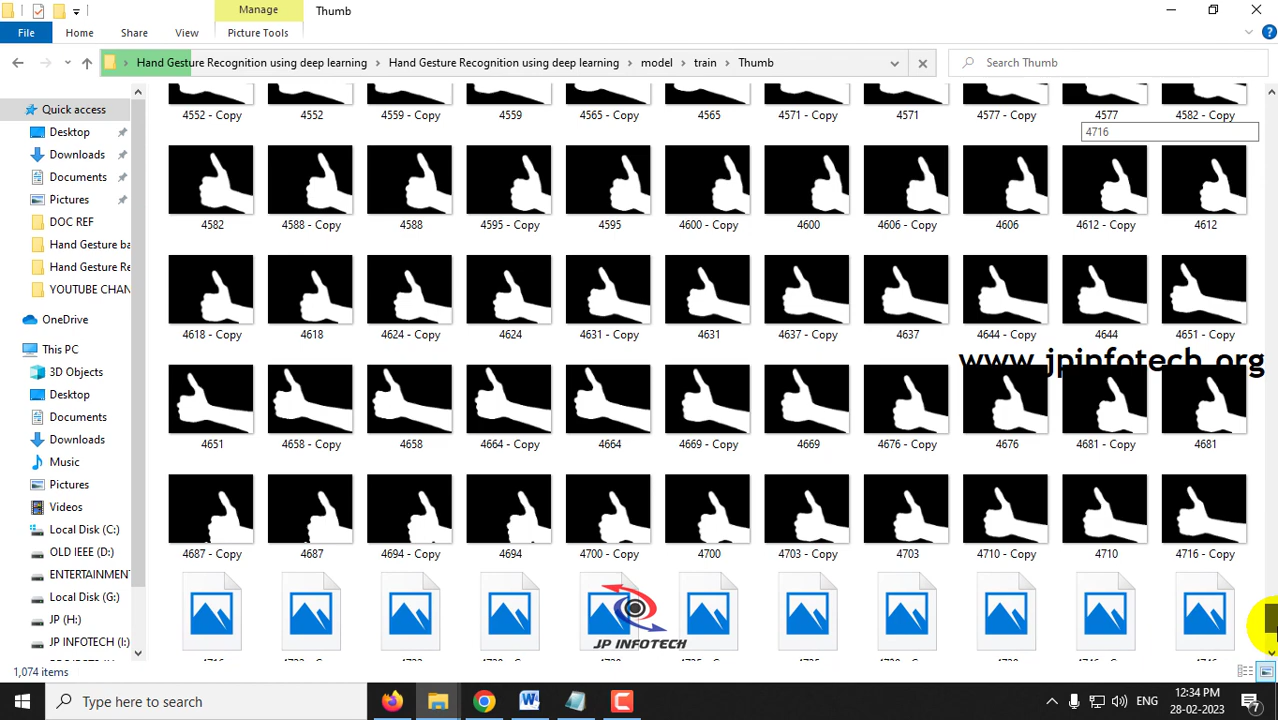 Manage
Thumb
File
Home
Share
View
Picture Tools
Hand Gesture Recognition using deep learning
Hand Gesture Recognition using deep learning
model
train
Thumb
Search Thumb
Quick access
Desktop
Downloads
Documents
Pictures
DOC REF
Hand Gesture ba
Hand Gesture Re
YOUTUBE CHAN
OneDrive
This PC
3D Objects
Desktop
Documents
Downloads
Music
Pictures
Videos
Local Disk (C:)
OLD IEEE (D:)
ENTERTAINMENT
Local Disk (G:)
JP (H:)
JP INFOTECH (I:)
4552 - Copy 4552 4559 - Copy 4559 4565 - Copy 4565 4571 - Copy 4571 4577 - Copy 4577 4582 - Copy
4716
4582 4588 - Copy 4588 4595 - Copy 4595 4600 - Copy 4600 4606 - Copy 4606 4612 - Copy 4612
4618 - Copy 4618 4624 - Copy 4624 4631 - Copy 4631 4637 - Copy 4637 4644 - Copy 4644 4651 - Copy
www.jpinfotech.org
4651 4658 - Copy 4658 4664 - Copy 4664 4669 - Copy 4669 4676 - Copy 4676 4681 - Copy 4681
4687 - Copy 4687 4694 - Copy 4694 4700 - Copy 4700 4703 - Copy 4703 4710 - Copy 4710 4716 - Copy
JP INFOTECH
1,074 items
Type here to search
ENG
12:34 PM
28-02-2023
7